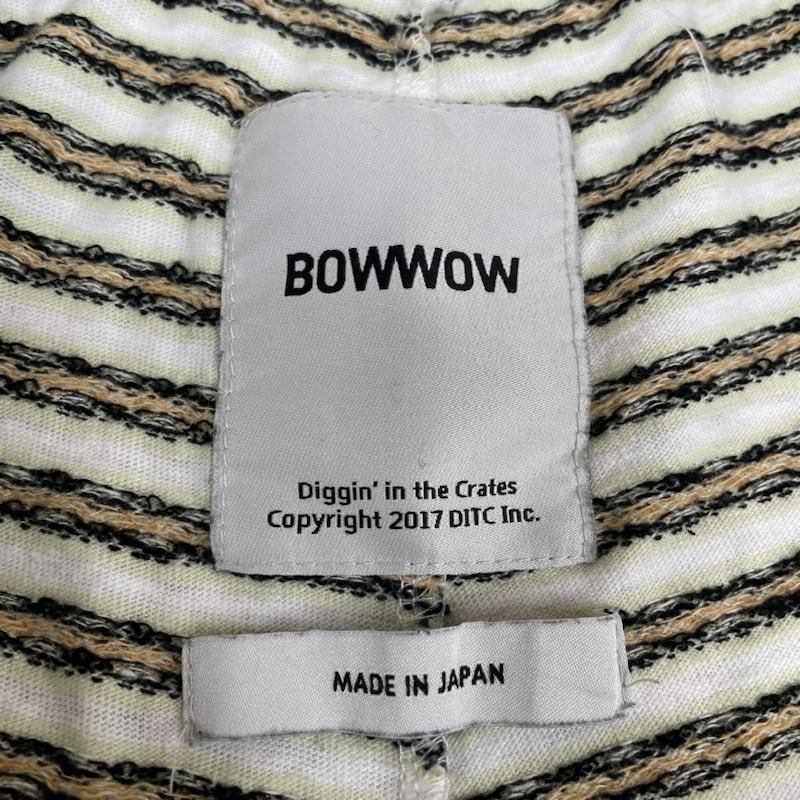 BOWWOW
Diggin' in the Crates
Copyright 2017 DITC Inc.
MADE IN JAPAN